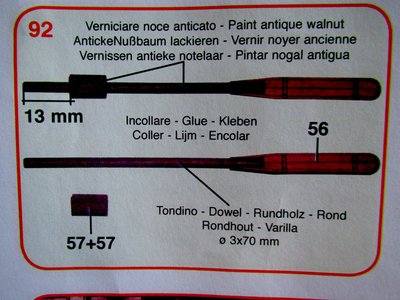 92
Verniciare noce anticato - Paint antique walnut
AntickeNußbaum lackieren - Vernir noyer ancienne
Vernissen antieke notelaar - Pintar nogal antigua
13 mm
Incollare - Glue - Kleben
Coller - Lijm - Encolar
56
Tondino - Dowel - Rundholz - Rond
Rondhout - Varilla
ø 3x70 mm
57+57